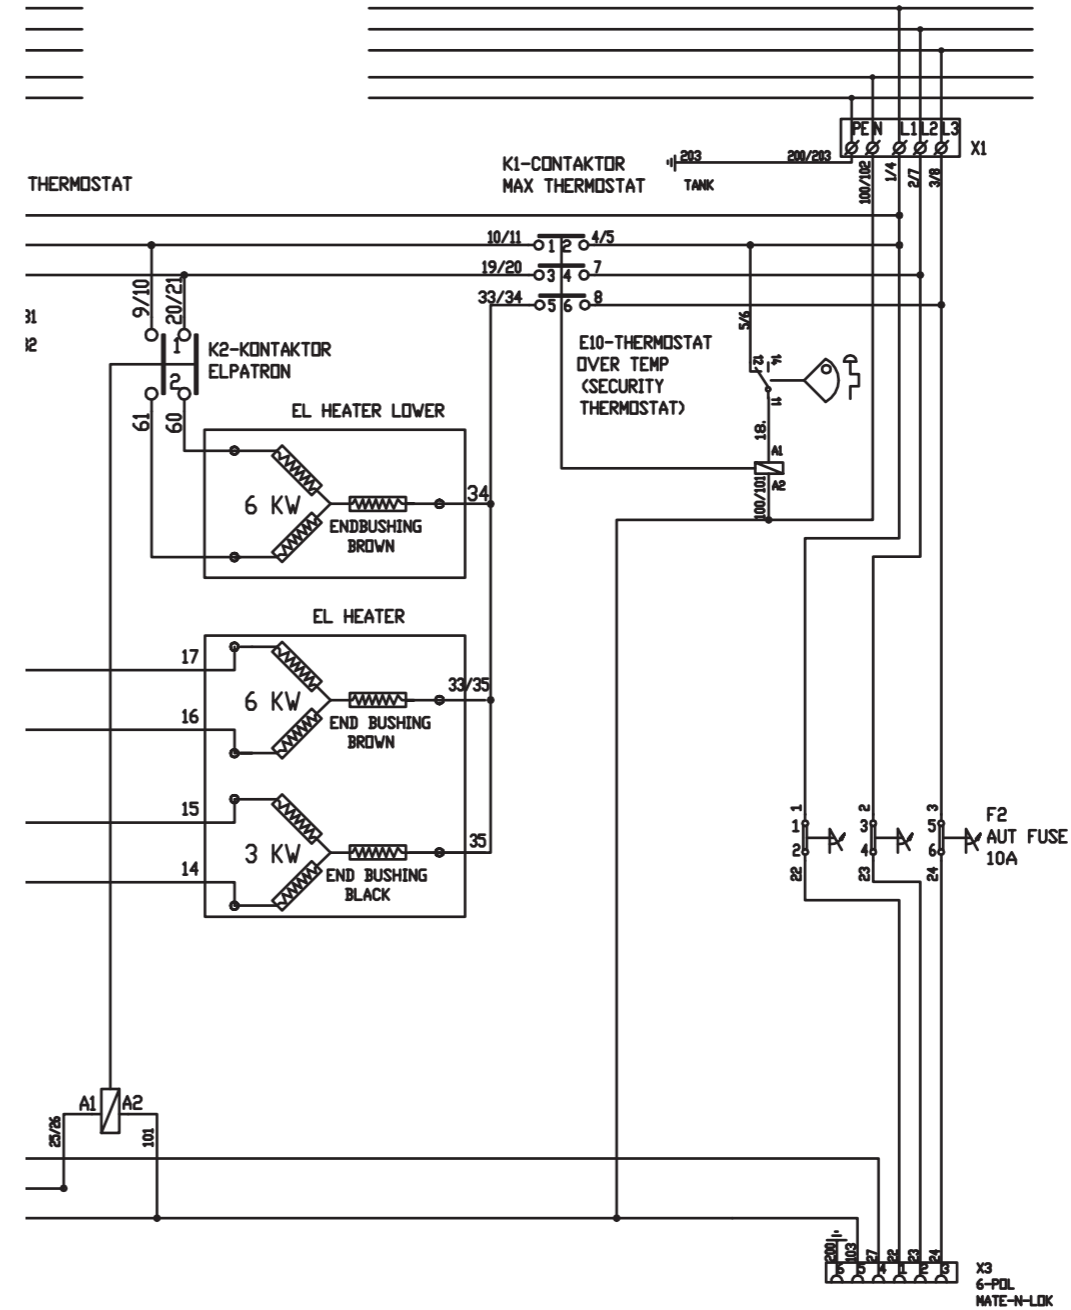 PE N L1 L2 L3
X1
203
200/203
TANK
100/102
1/4
2/7
3/8
K1-CONTAKTOR
MAX THERMOSTAT
THERMOSTAT
10/11
1 2
4/5
19/20
3 4
7
33/34
5 6
8
9/10
20/21
31
32
1
2
K2-KONTAKTOR
ELPATRON
61
60
5/6
E10-THERMOSTAT
OVER TEMP
(SECURITY
THERMOSTAT)
12
14
11
18.
A1
A2
100/101
EL HEATER LOWER
6 KW
34
ENDBUSHING
BROWN
EL HEATER
17
6 KW
33/35
16
END BUSHING
BROWN
15
3 KW
35
14
END BUSHING
BLACK
1
2
3
1
2
3
4
5
6
22
23
24
F2
AUT FUSE
10A
A1
A2
25/26
101
200
103
27
22
23
24
6 5 4 1 2 3
X3
6-POL
MATE-N-LOK